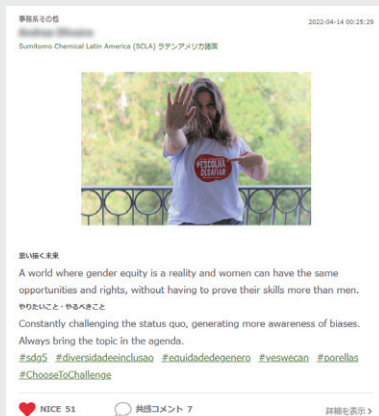 事務系その他
2022-04-14 00:25:29
Sumitomo Chemical Latin America (SCLA) ラテンアメリカ諸国
#ESCOLHA
DESAFIAR
思い描く未来
A world where gender equity is a reality and women can have the same
opportunities and rights, without having to prove their skills more than men.
やりたいこと・やるべきこと
Constantly challenging the status quo, generating more awareness of biases.
Always bring the topic in the agenda.
#sdg5 #diversidadeeinclusao #equidadedegenero #yeswecan #porellas
#ChooseToChallenge
NICE 51
共感コメント 7
詳細を表示 >